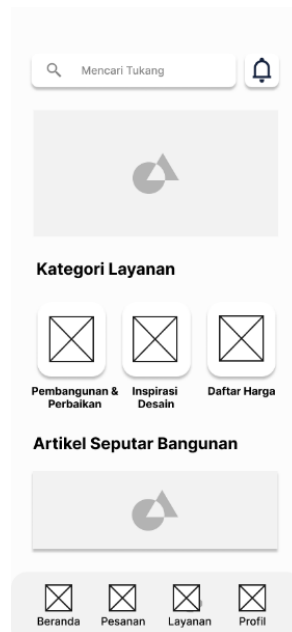 Mencari Tukang
Kategori Layanan
Pembangunan &
Perbaikan
Inspirasi
Desain
Daftar Harga
Artikel Seputar Bangunan
Beranda
Pesanan
Layanan
Profil